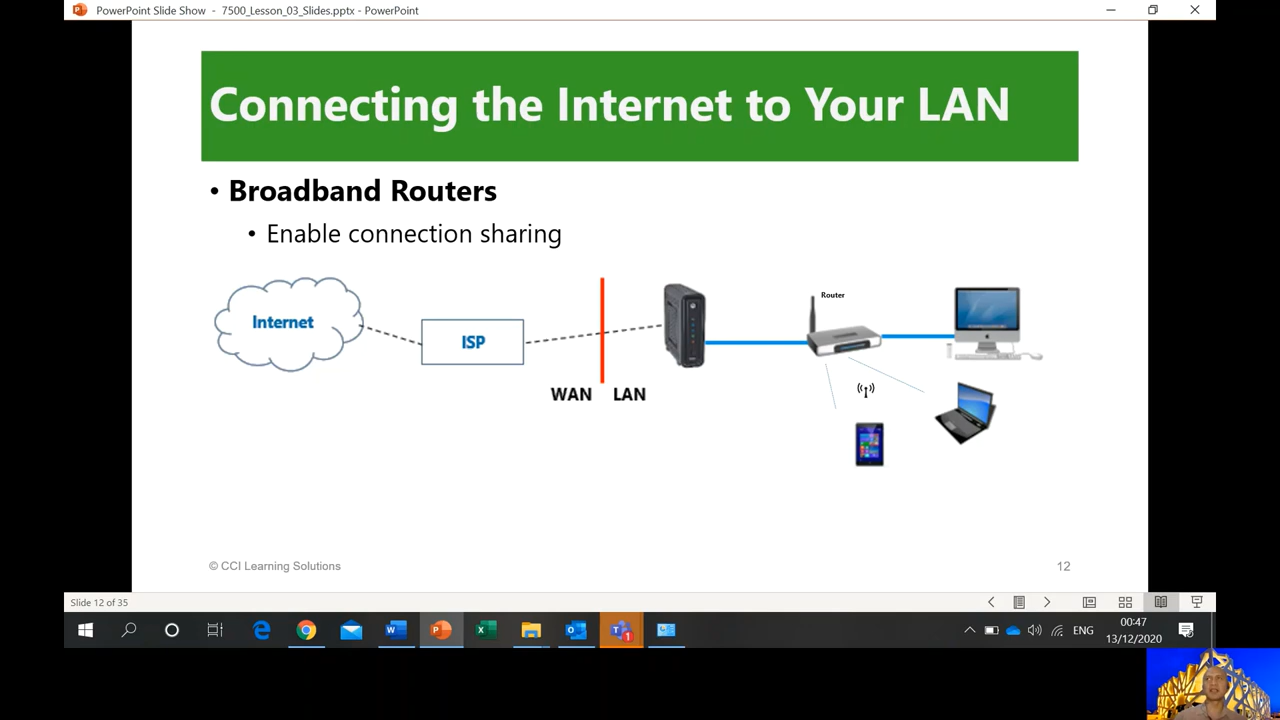 PowerPoint Slide Show - 7500_Lesson_03_Slides.pptx - PowerPoint
Connecting the Internet to Your LAN
• Broadband Routers
• Enable connection sharing
Router
Internet
ISP
WAN
LAN
© CCI Learning Solutions
12
Slide 12 of 35
ENG
00:47
13/12/2020
1